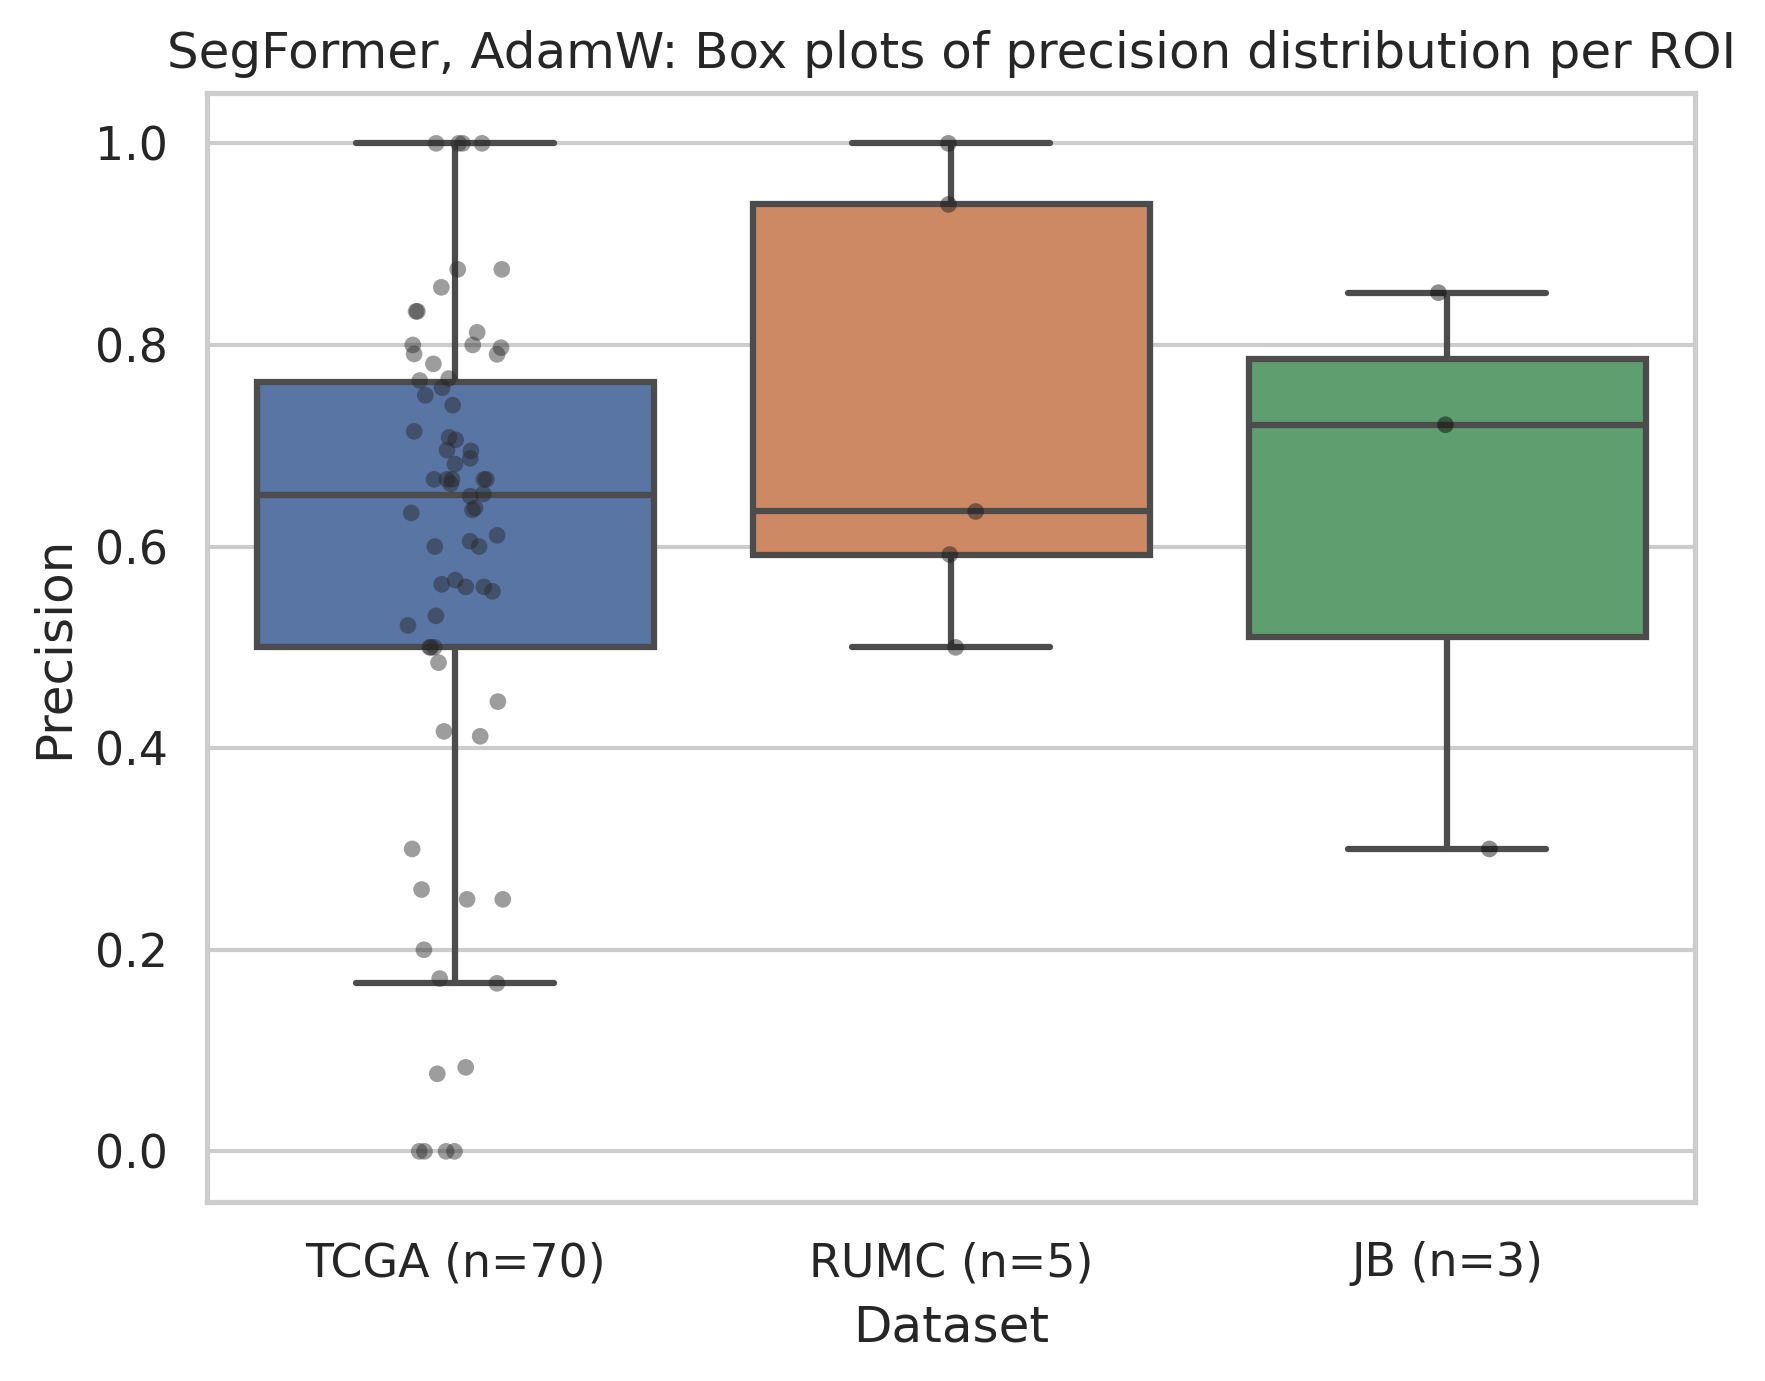 SegFormer, AdamW: Box plots of precision distribution per ROI
1.0
0.8
0.6
0.4
0.2
0.0
Precision
TCGA (n=70)
RUMC (n=5)
JB (n=3)
Dataset